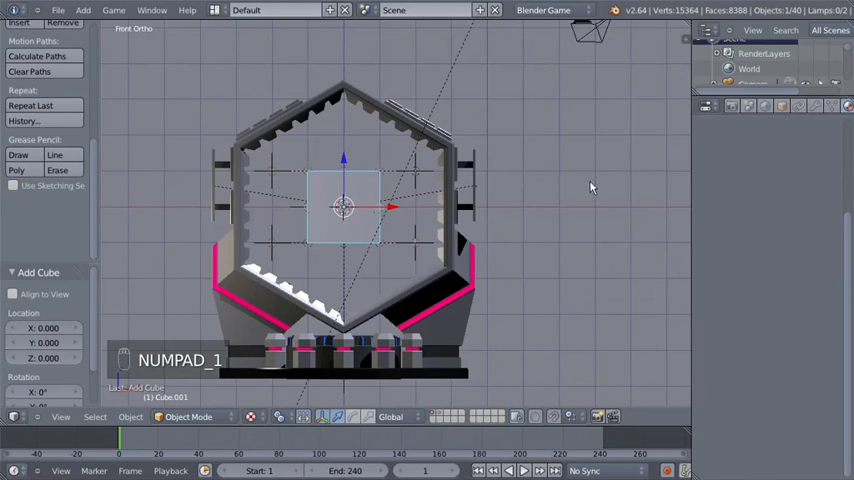 File Add Game Window Help Default Scene Blender Game v2.64 | Verts:15364 | Faces:8388 | Objects:1/40 | Lamps:0/2
Insert Remove
Motion Paths:
Calculate Paths
Clear Paths
Repeat:
Repeat Last
History...
Grease Pencil:
Draw Line
Poly Erase
Use Sketching Se
Add Cube
Align to View
Location
X: 0.000
Y: 0.000
Z: 0.000
Rotation
X: 0°
Front Ortho
NUMPAD_1
Last: Add Cube
(1) Cube.001
View Search All Scenes
RenderLayers
World
View Select Object Object Mode Global
-40 -20 0 20 40 60 80 100 120 140 160 180 200 220 240 260
View Marker Frame Playback Start: 1 End: 240 1 No Sync